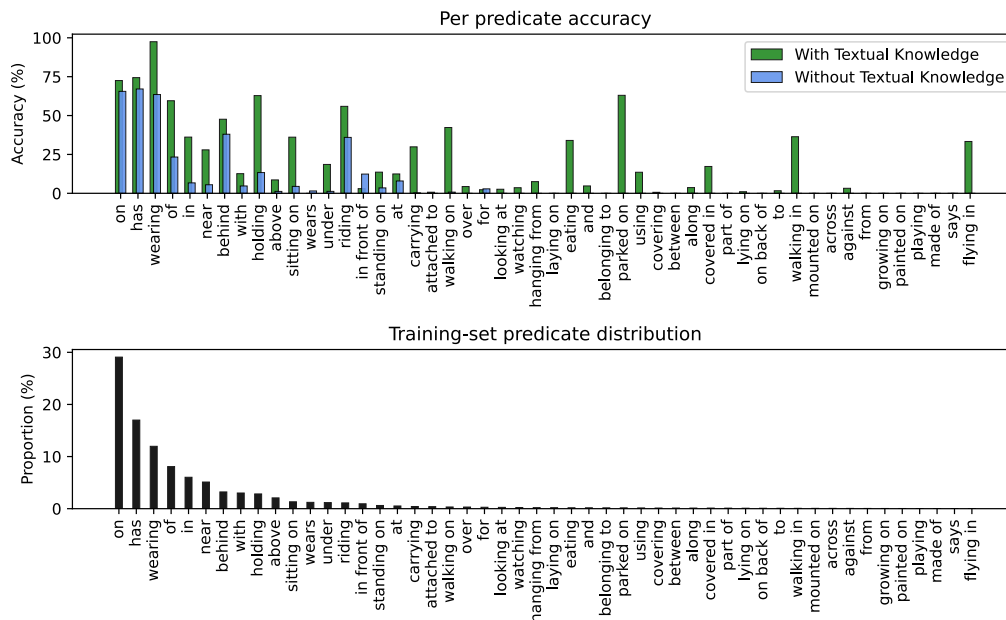 Per predicate accuracy
Accuracy (%)
100
75
50
25
0
With Textual Knowledge
Without Textual Knowledge
on
has
wearing
of
in
near
behind
with
holding
above
sitting on
wears
under
riding
in front of
standing on
at
carrying
attached to
walking on
over
for
looking at
watching
hanging from
laying on
eating
and
belonging to
parked on
using
covering
between
along
covered in
part of
lying on
on back of
to
walking in
mounted on
across
against
from
growing on
painted on
playing
made of
says
flying in
Training-set predicate distribution
Proportion (%)
30
20
10
0
on
has
wearing
of
in
near
behind
with
holding
above
sitting on
wears
under
riding
in front of
standing on
at
carrying
attached to
walking on
over
for
looking at
watching
hanging from
laying on
eating
and
belonging to
parked on
using
covering
between
along
covered in
part of
lying on
on back of
to
walking in
mounted on
across
against
from
growing on
painted on
playing
made of
says
flying in